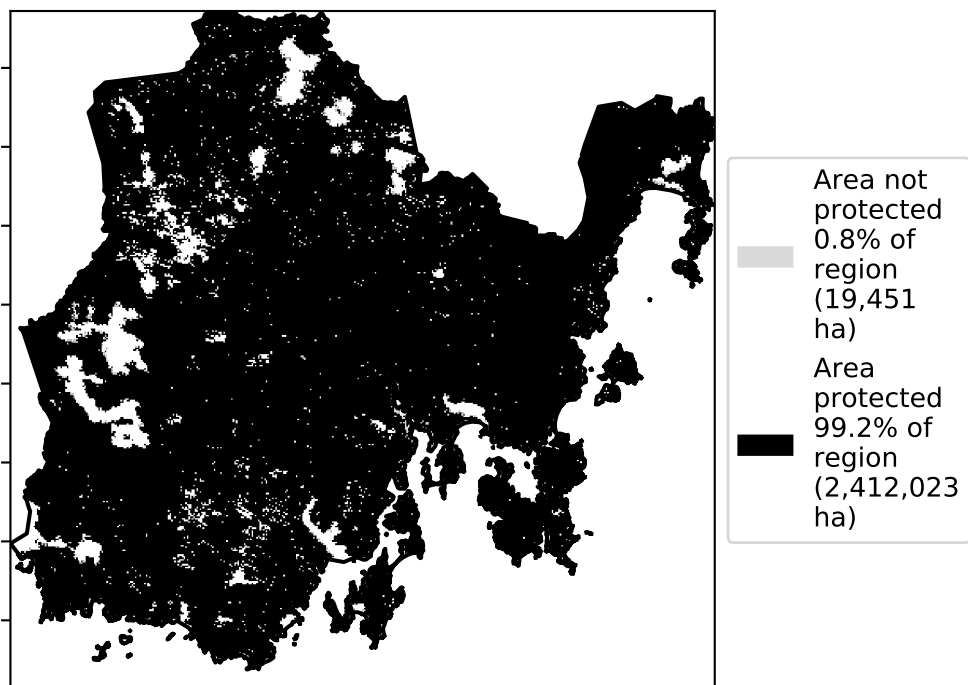 Area not
protected
0.8% of
region
(19,451
ha)
Area
protected
99.2% of
region
(2,412,023
ha)